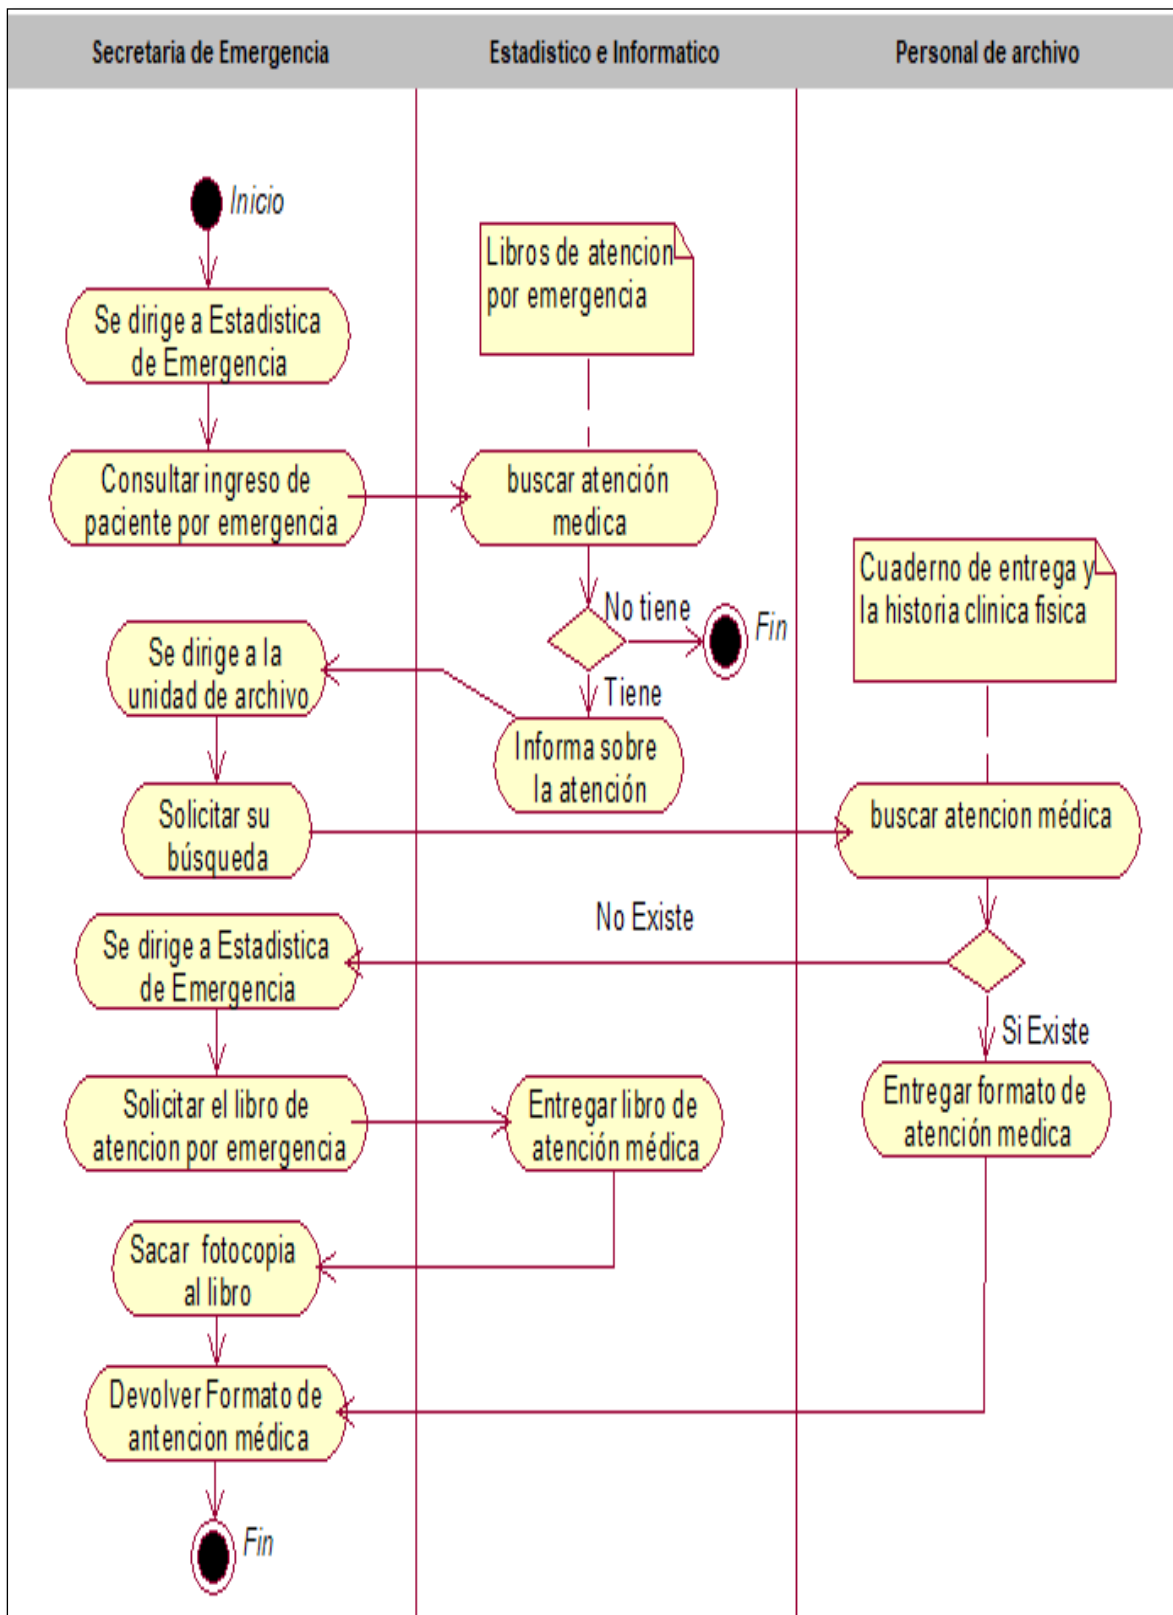 Secretaria de Emergencia
Estadistico e Informatico
Personal de archivo
Inicio
Libros de atencion
por emergencia
Se dirige a Estadistica
de Emergencia
Consultar ingreso de
paciente por emergencia
buscar atención
medica
Cuaderno de entrega y
la historia clinica fisica
No tiene
Fin
Se dirige a la
unidad de archivo
Tiene
Informa sobre
la atención
Solicitar su
búsqueda
buscar atencion médica
No Existe
Se dirige a Estadistica
de Emergencia
Si Existe
Solicitar el libro de
atencion por emergencia
Entregar libro de
atención médica
Entregar formato de
atención medica
Sacar fotocopia
al libro
Devolver Formato de
antencion médica
Fin